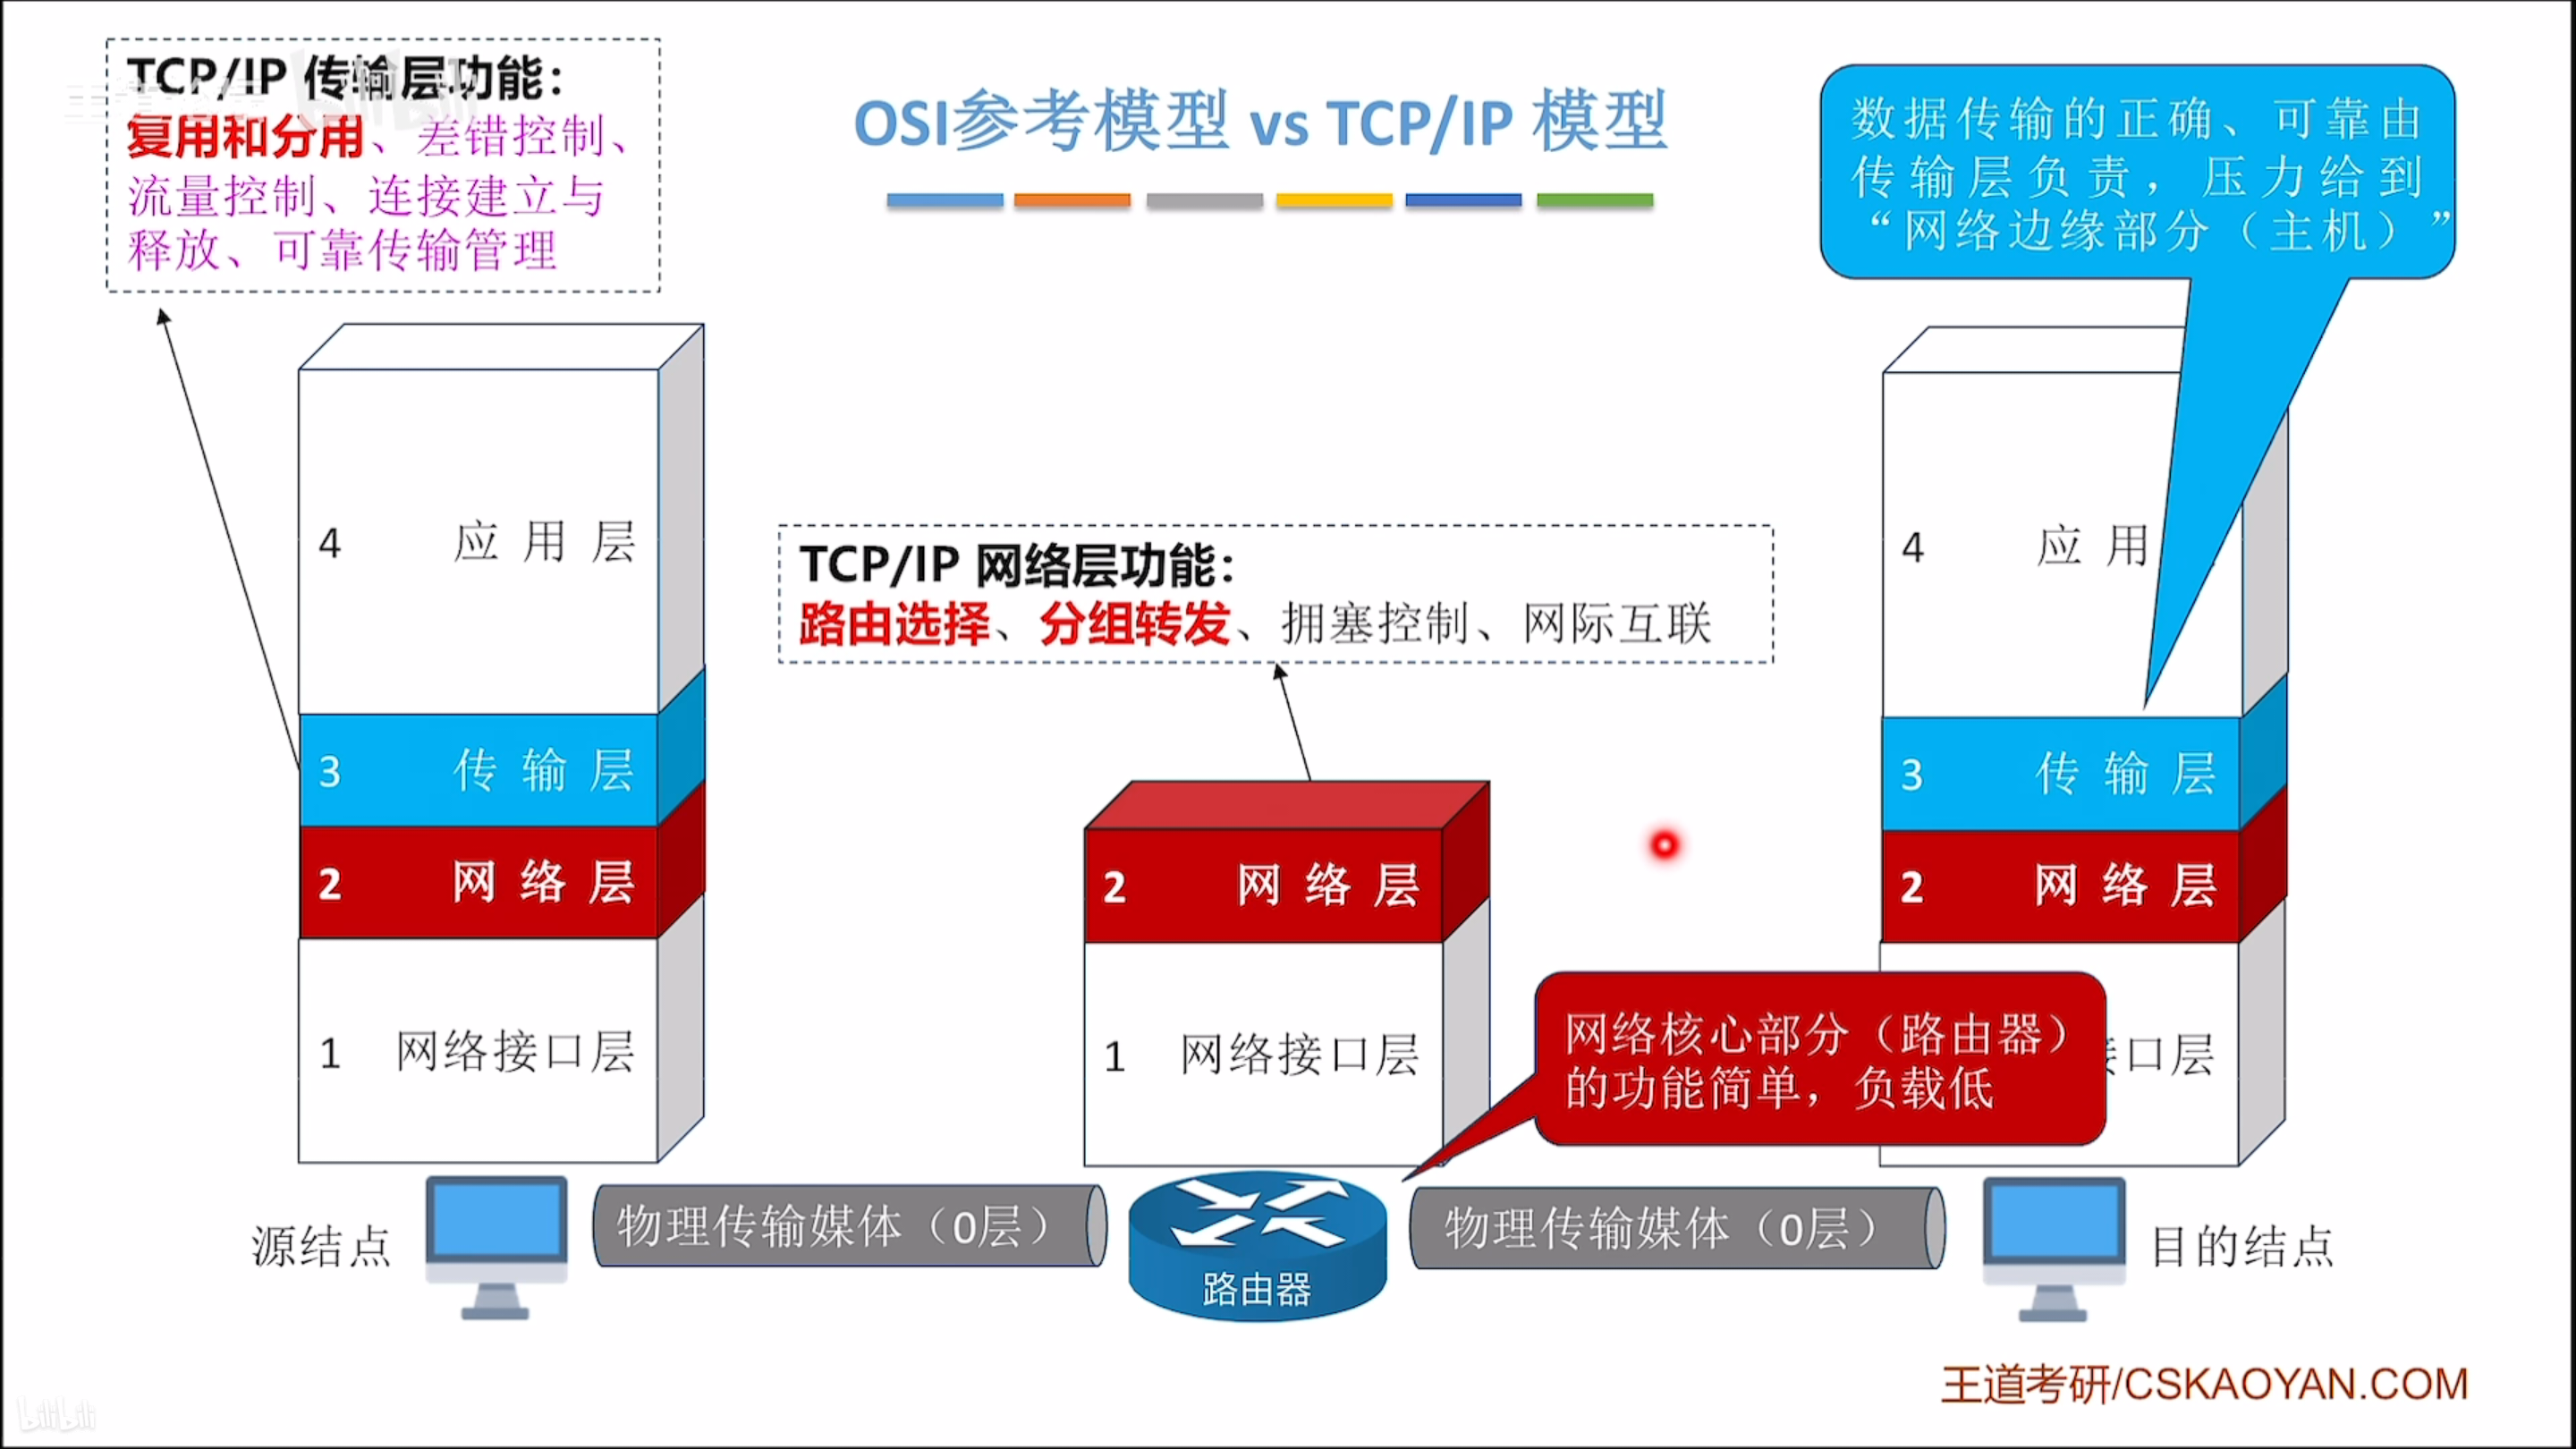 TCP/IP 传输层功能：
复用和分用、差错控制、
流量控制、连接建立与
释放、可靠传输管理
OSI参考模型 vs TCP/IP 模型
数据传输的正确、可靠由
传输层负责，压力给到
“网络边缘部分（主机）”
4 应用层
3 传输层
2 网络层
1 网络接口层
TCP/IP 网络层功能：
路由选择、分组转发、拥塞控制、网际互联
2 网络层
1 网络接口层
4 应用
3 传输层
2 网络层
口层
网络核心部分（路由器）
的功能简单，负载低
源结点
物理传输媒体（0层）
路由器
物理传输媒体（0层）
目的结点
王道考研/CSKAOYAN.COM
bilibili
bilibili